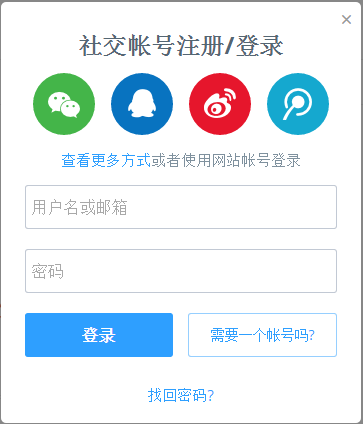 社交帐号注册/登录
查看更多方式或者使用网站帐号登录
用户名或邮箱
密码
登录
需要一个帐号吗?
找回密码?